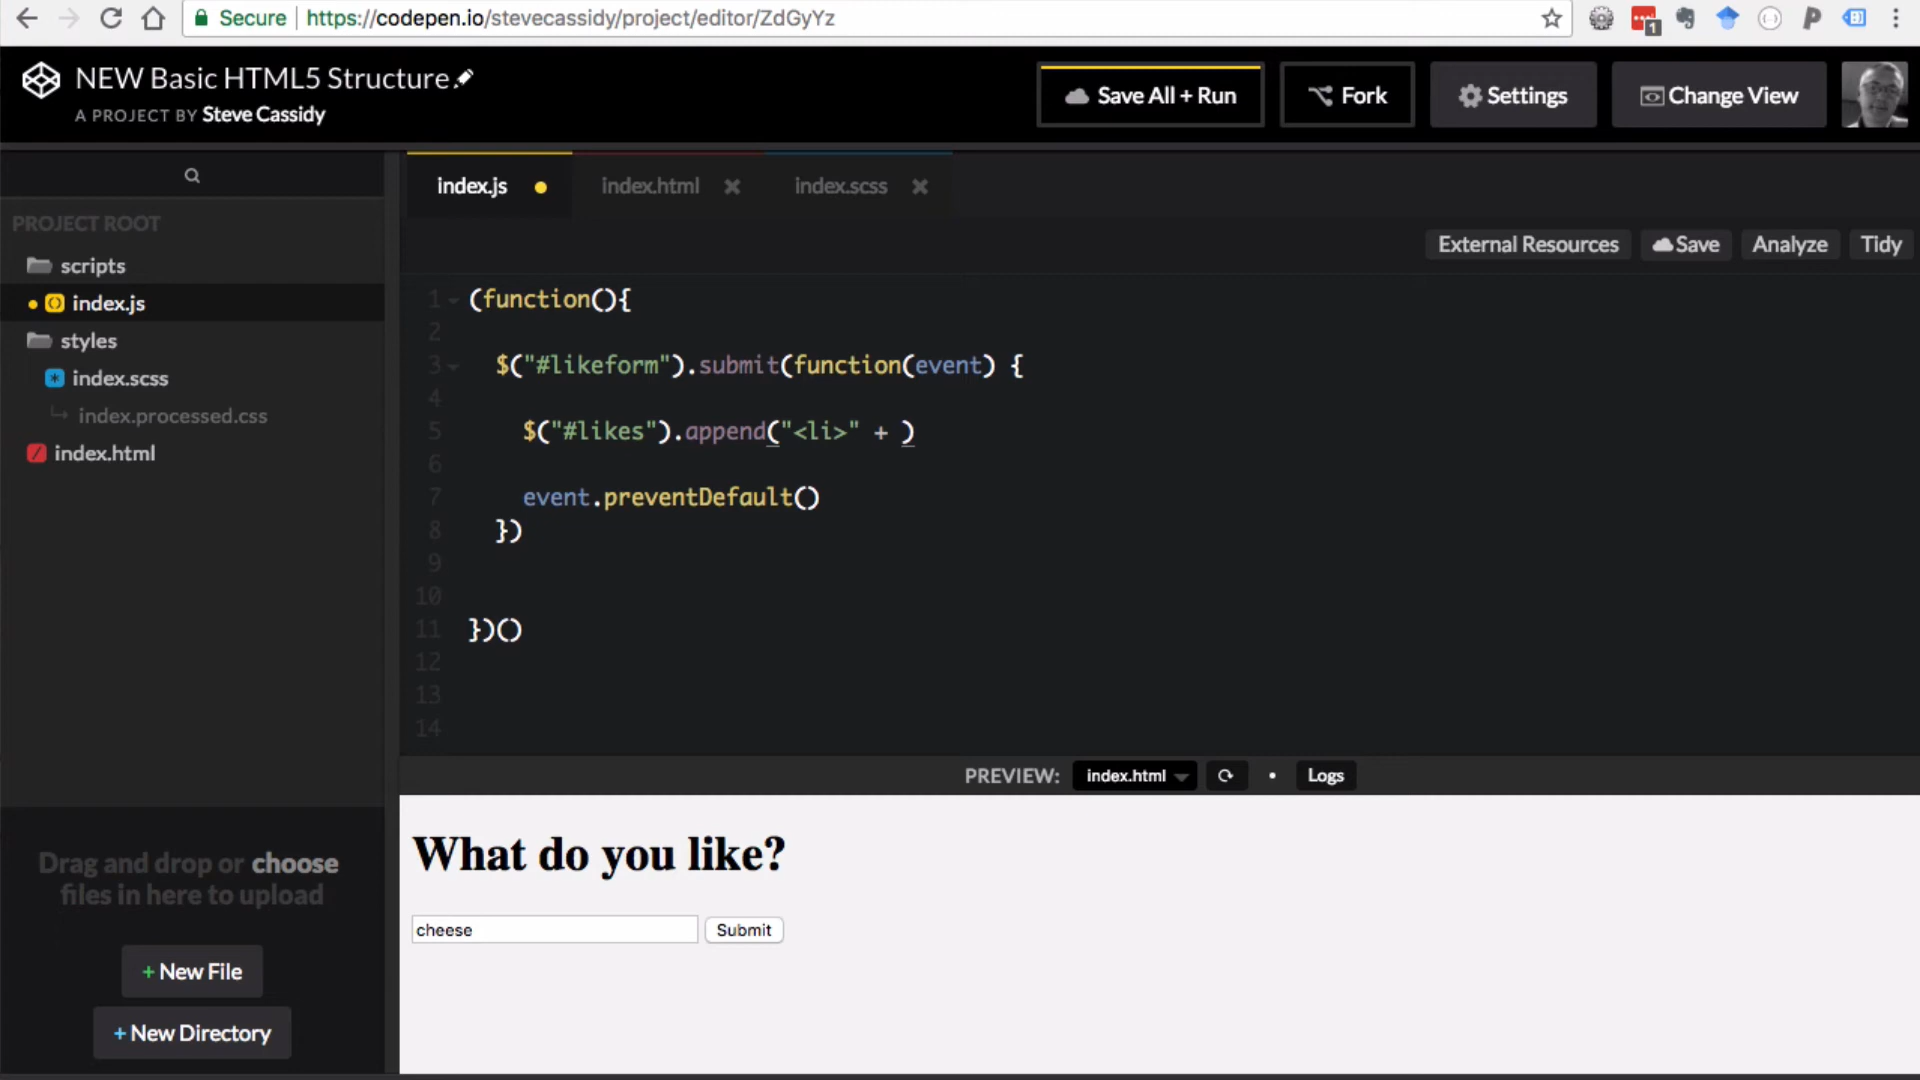 Secure https://codepen.io/stevecassidy/project/editor/ZdGyYz
1
NEW Basic HTML5 Structure
A PROJECT BY Steve Cassidy
Save All + Run
Fork
Settings
Change View
PROJECT ROOT
scripts
index.js
styles
index.scss
index.processed.css
index.html
Drag and drop or choose
files in here to upload
+ New File
+ New Directory
index.js index.html index.scss
External Resources Save Analyze Tidy
1 (function(){
2
3 $("#likeform").submit(function(event) {
4
5 $("#likes").append("<li>" + )
6
7 event.preventDefault()
8 })
9
10
11 })()
12
13
14
PREVIEW: index.html Logs
What do you like?
cheese Submit